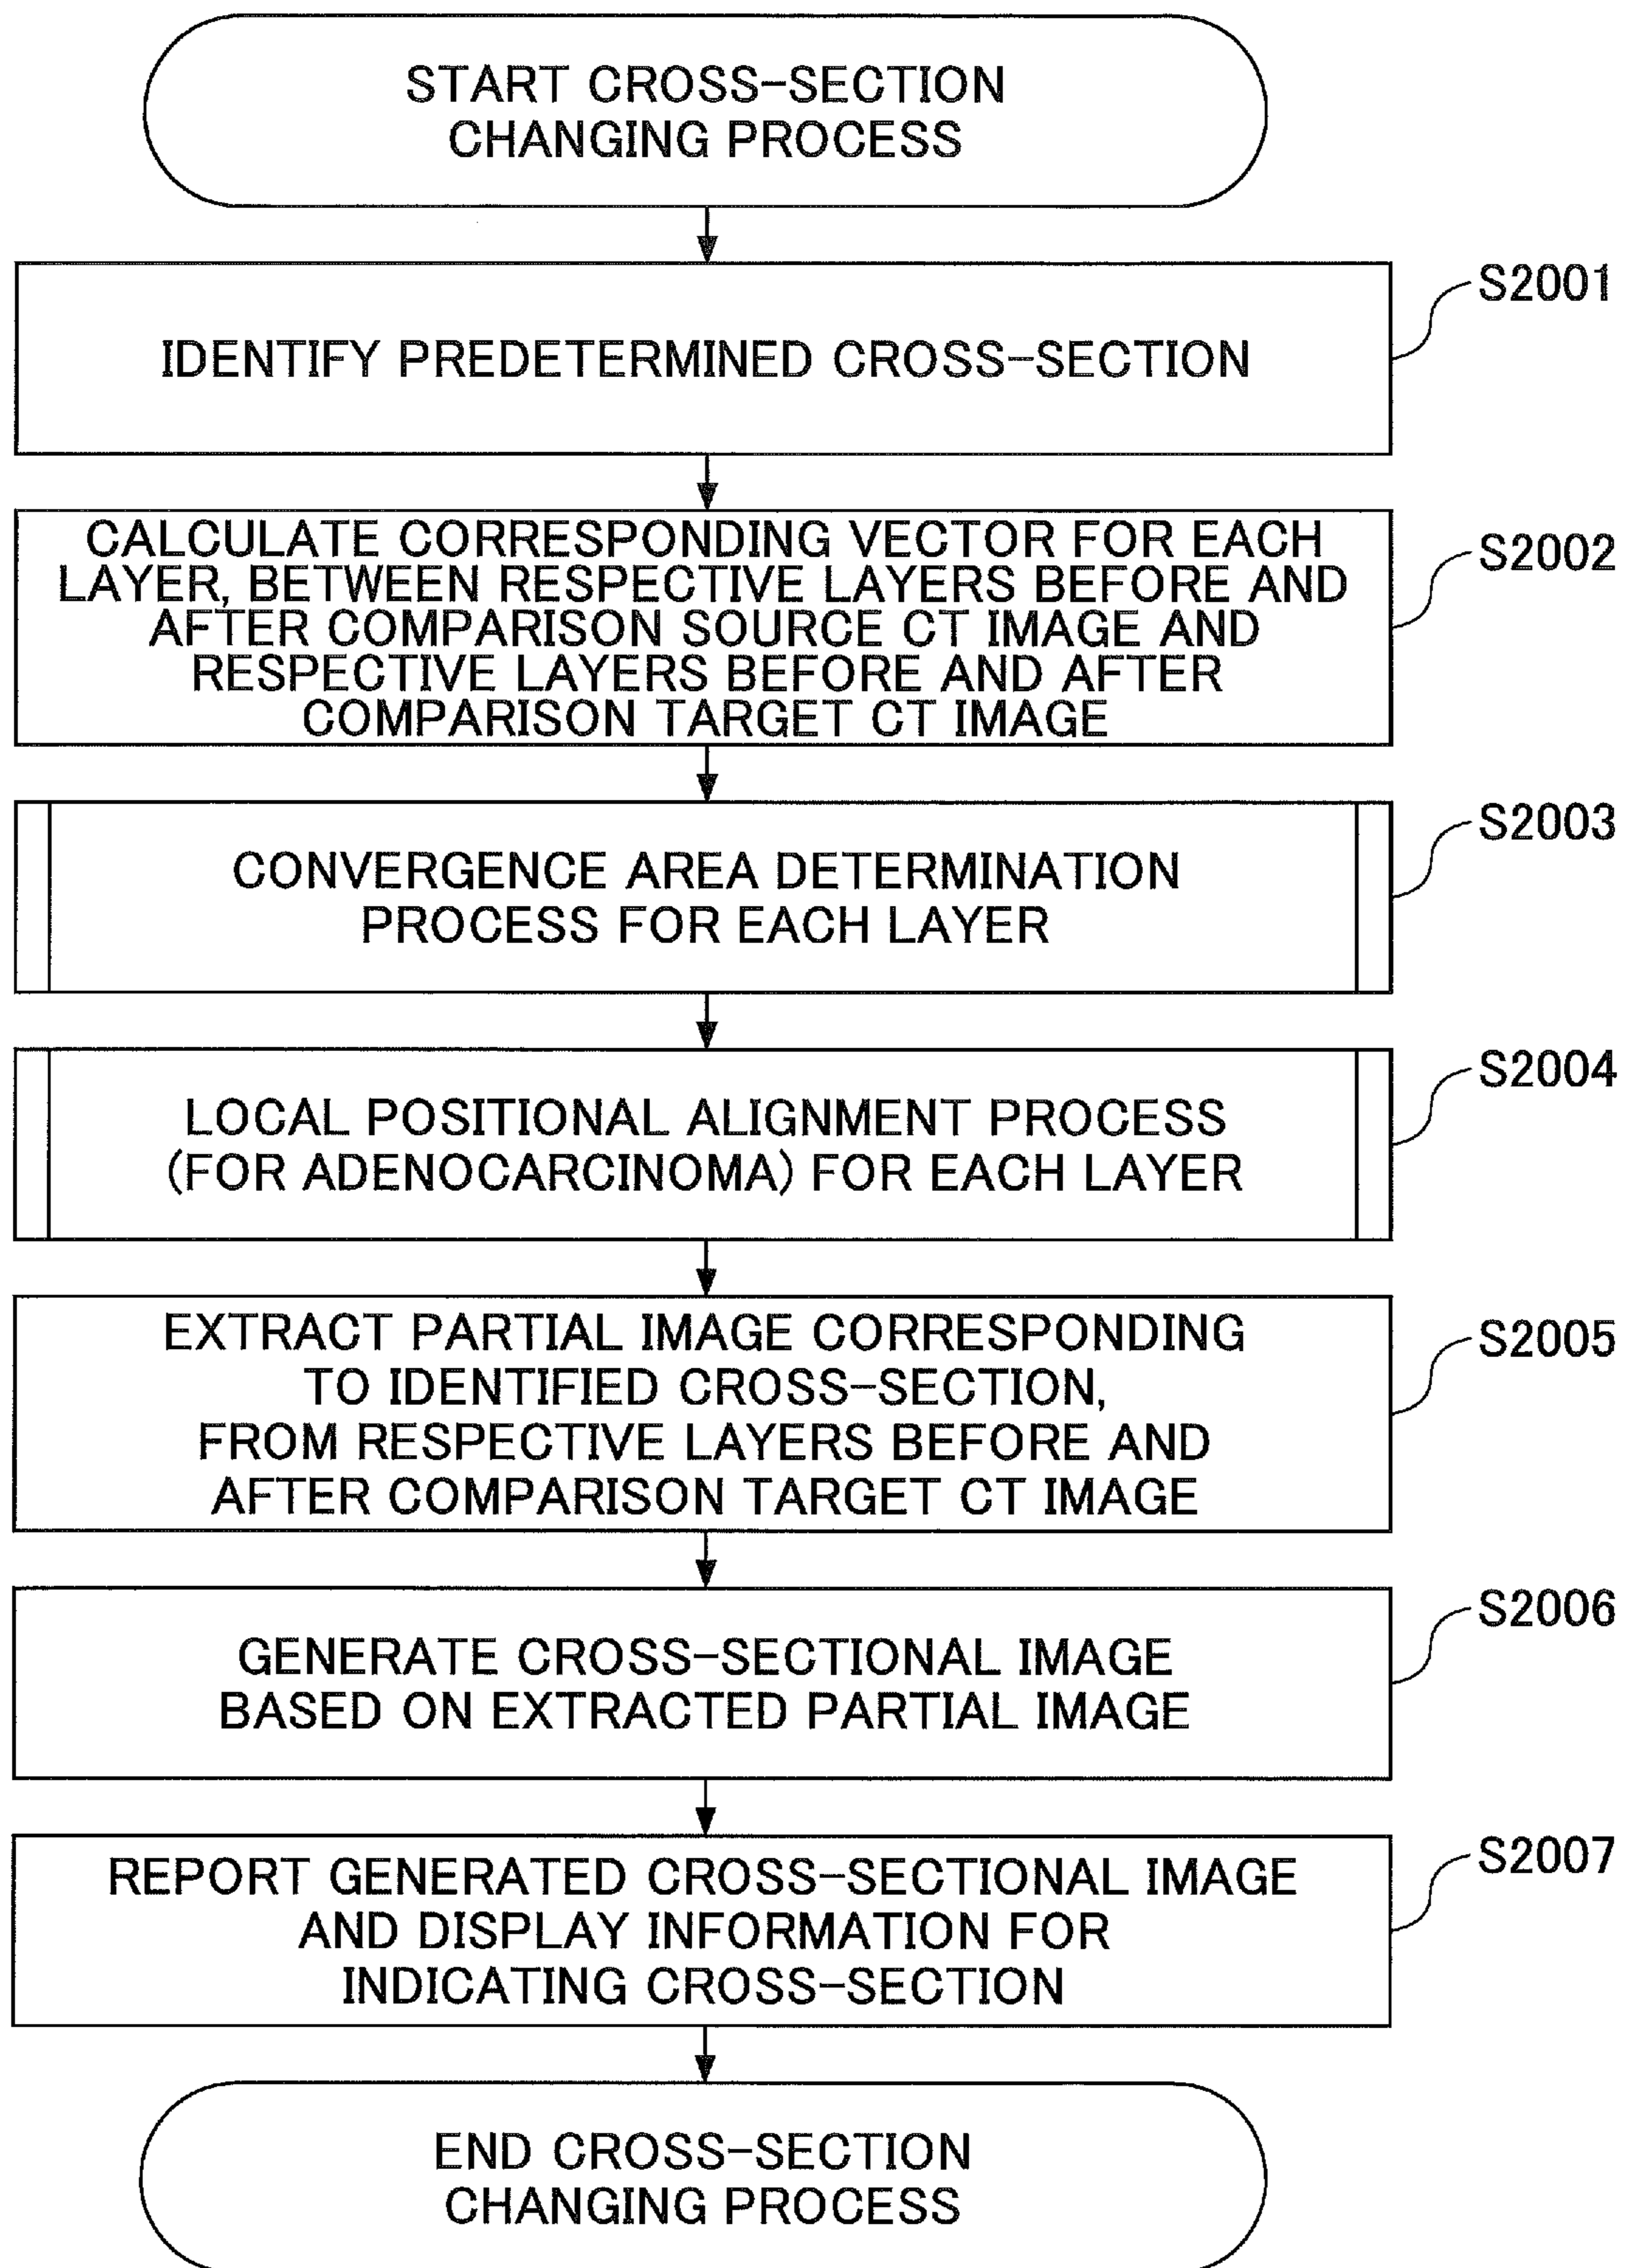 START CROSS-SECTION
CHANGING PROCESS
S2001
IDENTIFY PREDETERMINED CROSS-SECTION
S2002
CALCULATE CORRESPONDING VECTOR FOR EACH
LAYER, BETWEEN RESPECTIVE LAYERS BEFORE AND
AFTER COMPARISON SOURCE CT IMAGE AND
RESPECTIVE LAYERS BEFORE AND AFTER
COMPARISON TARGET CT IMAGE
S2003
CONVERGENCE AREA DETERMINATION
PROCESS FOR EACH LAYER
S2004
LOCAL POSITIONAL ALIGNMENT PROCESS
(FOR ADENOCARCINOMA) FOR EACH LAYER
S2005
EXTRACT PARTIAL IMAGE CORRESPONDING
TO IDENTIFIED CROSS-SECTION,
FROM RESPECTIVE LAYERS BEFORE AND
AFTER COMPARISON TARGET CT IMAGE
S2006
GENERATE CROSS-SECTIONAL IMAGE
BASED ON EXTRACTED PARTIAL IMAGE
S2007
REPORT GENERATED CROSS-SECTIONAL IMAGE
AND DISPLAY INFORMATION FOR
INDICATING CROSS-SECTION
END CROSS-SECTION
CHANGING PROCESS